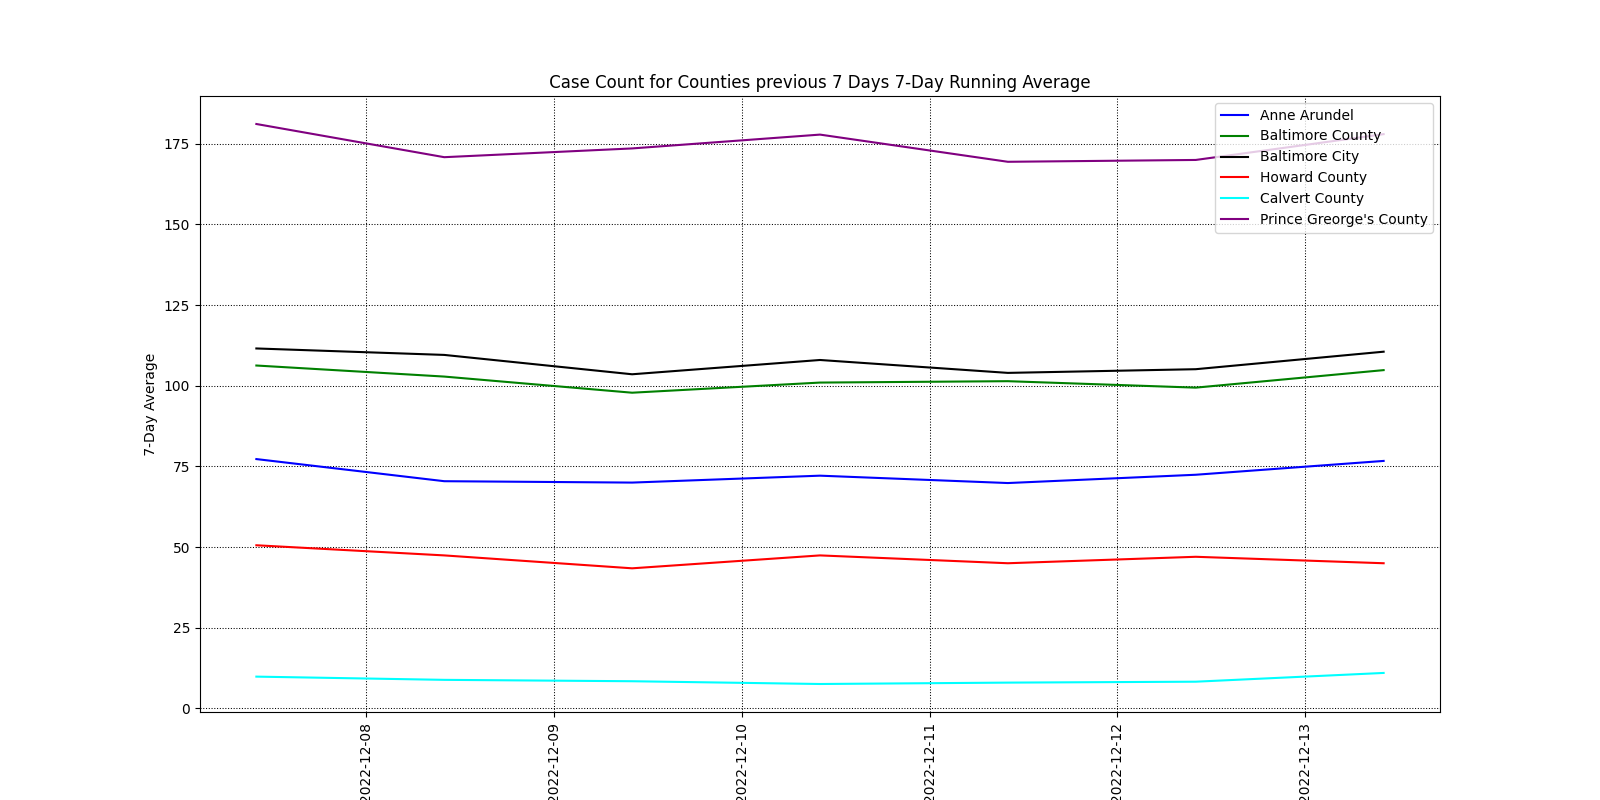 Case Count for Counties previous 7 Days 7-Day Running Average
Anne Arundel
Baltimore County
Baltimore City
Howard County
Calvert County
Prince Greorge's County
7-Day Average
175
150
125
100
75
50
25
0
2022-12-08
2022-12-09
2022-12-10
2022-12-11
2022-12-12
2022-12-13